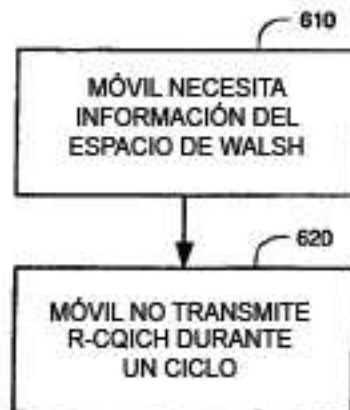 610
MÓVIL NECESITA
INFORMACIÓN DEL
ESPACIO DE WALSH
620
MÓVIL NO TRANSMITE
R-CQICH DURANTE
UN CICLO